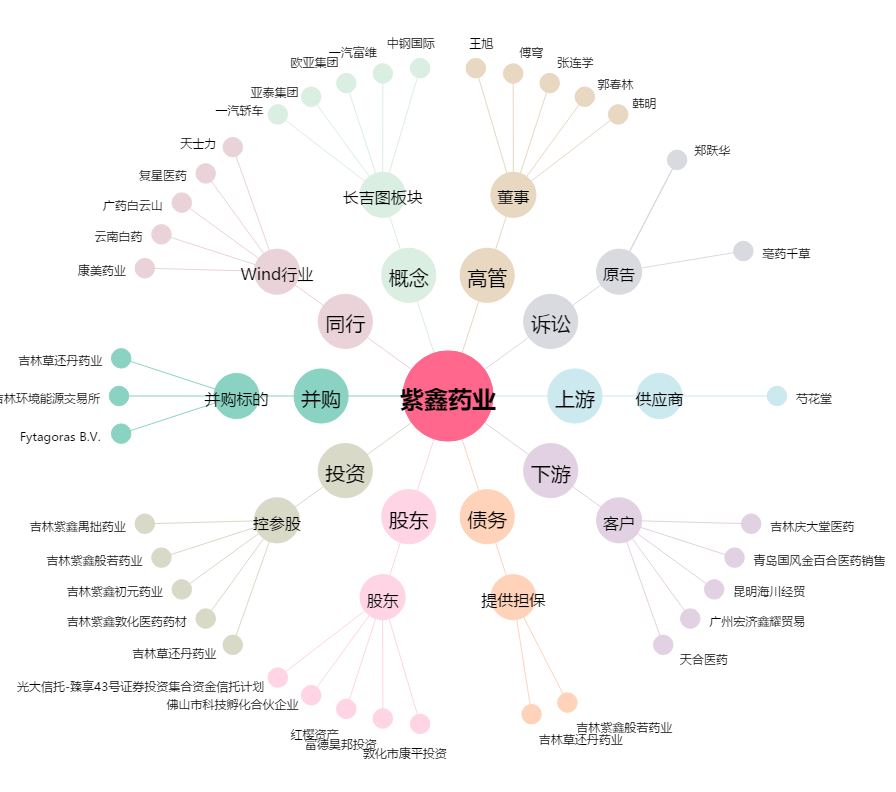 中钢国际
一汽富维
欧亚集团
亚泰集团
一汽轿车
长吉图板块
概念
王旭
傅穹
张连学
郭春林
韩明
董事
高管
郑跃华
亳药千草
原告
诉讼
天士力
复星医药
广药白云山
云南白药
康美药业
Wind行业
同行
吉林草还丹药业
吉林环境能源交易所
Fytagoras B.V.
并购标的
并购
紫鑫药业
上游
供应商
芍花堂
投资
控参股
吉林紫鑫禺拙药业
吉林紫鑫般若药业
吉林紫鑫初元药业
吉林紫鑫敦化医药药材
吉林草还丹药业
股东
股东
光大信托-臻享43号证券投资集合资金信托计划
佛山市科技孵化合伙企业
红樱资产
富德昊邦投资
敦化市康平投资
债务
提供担保
吉林紫鑫般若药业
吉林草还丹药业
下游
客户
吉林庆大堂医药
青岛国风金百合医药销售
昆明海川经贸
广州宏济鑫耀贸易
天合医药